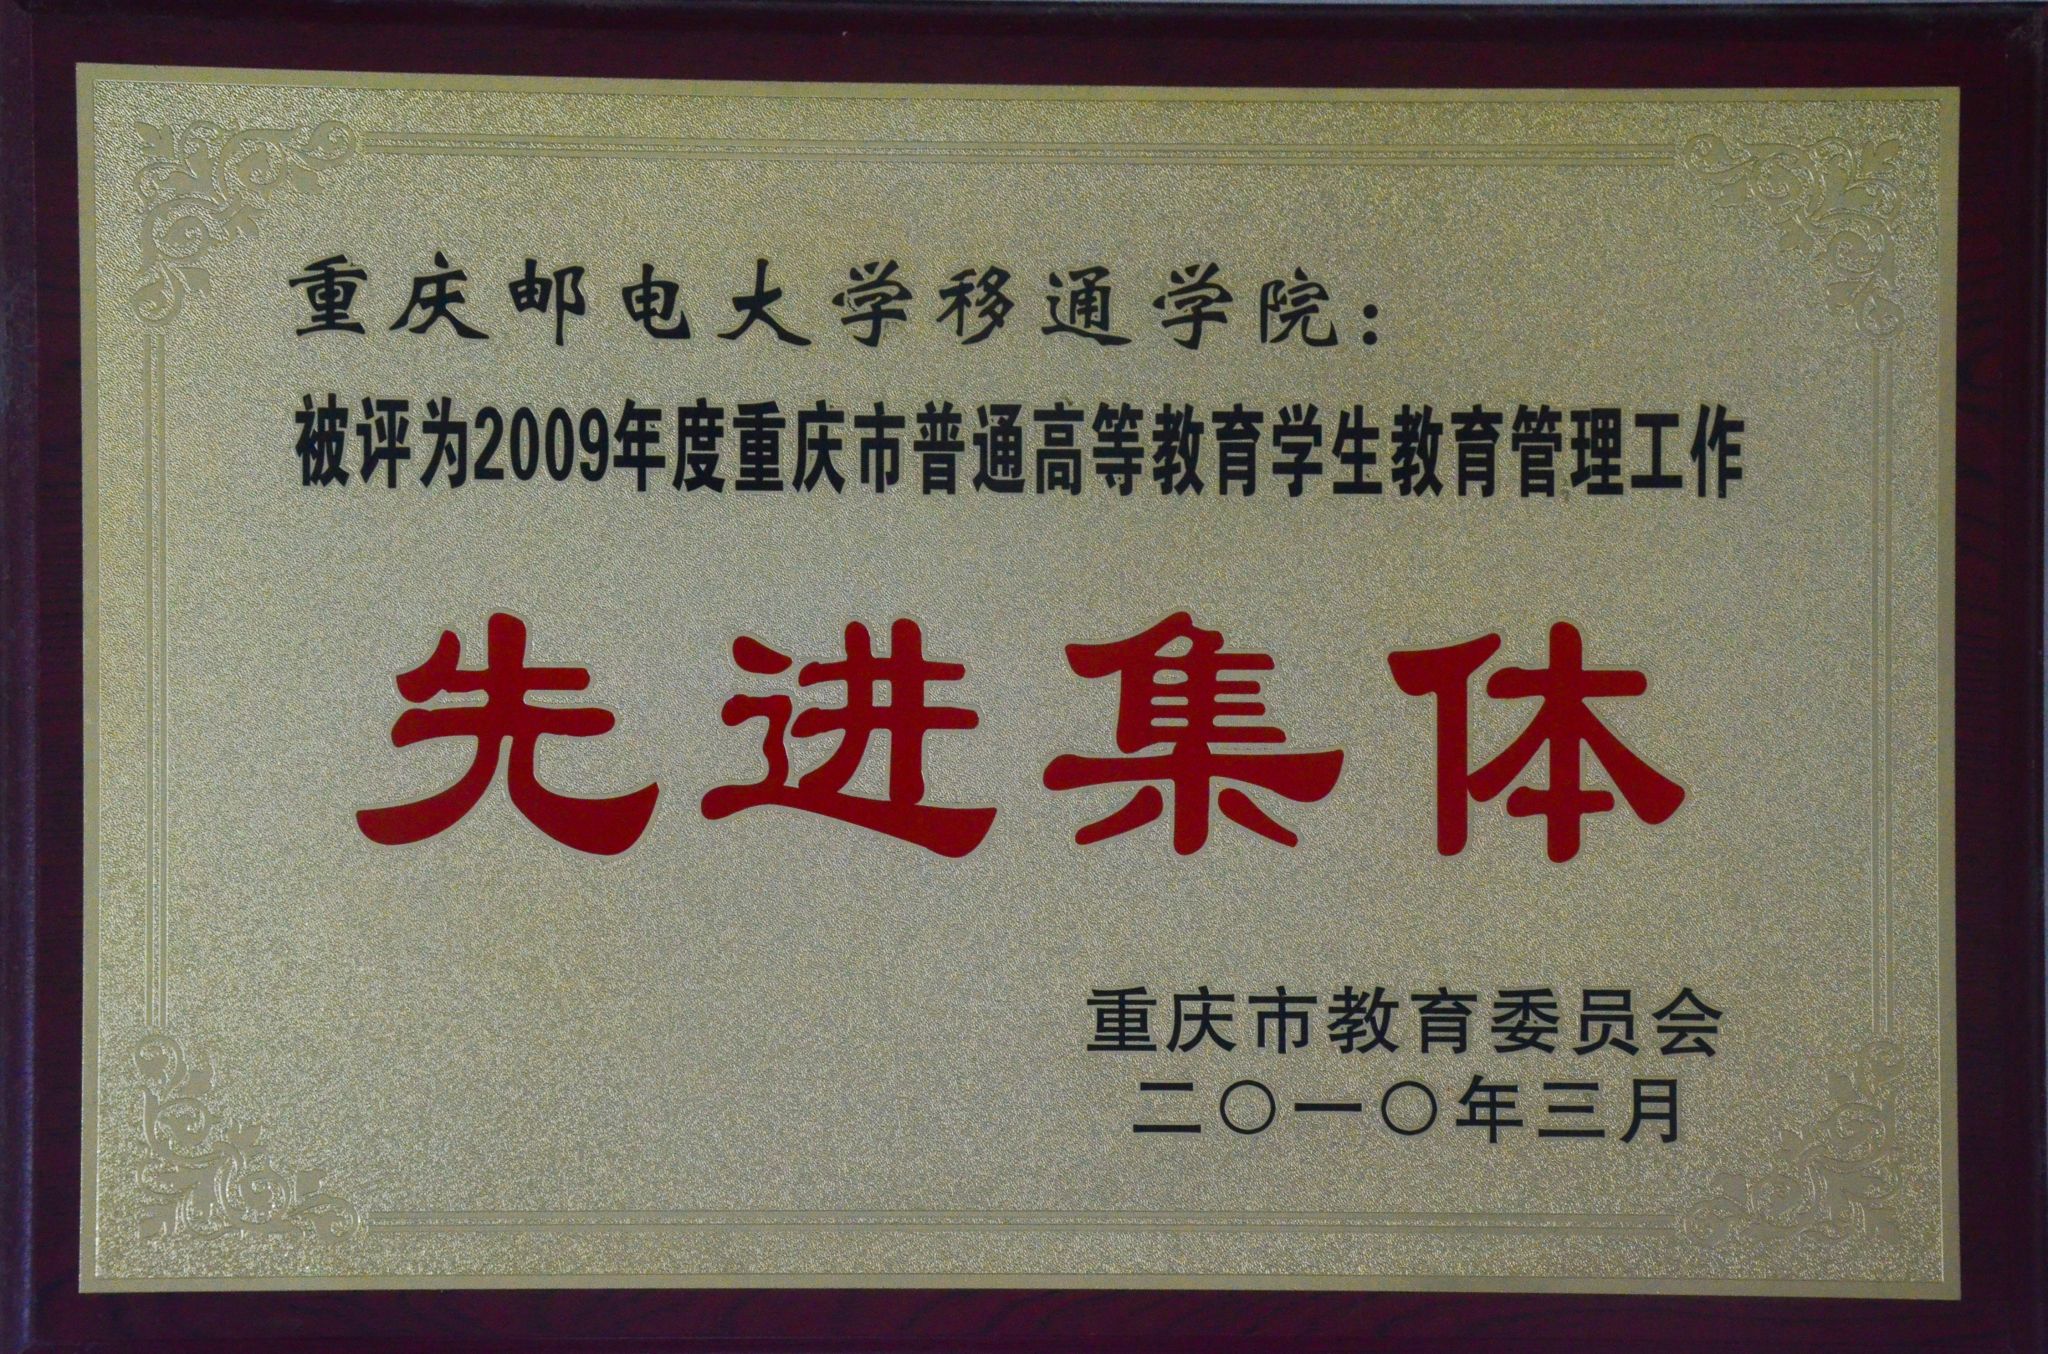 重庆邮电大学移通学院：
被评为2009年度重庆市普通高等教育学生教育管理工作
先进集体
重庆市教育委员会
二〇一〇年三月